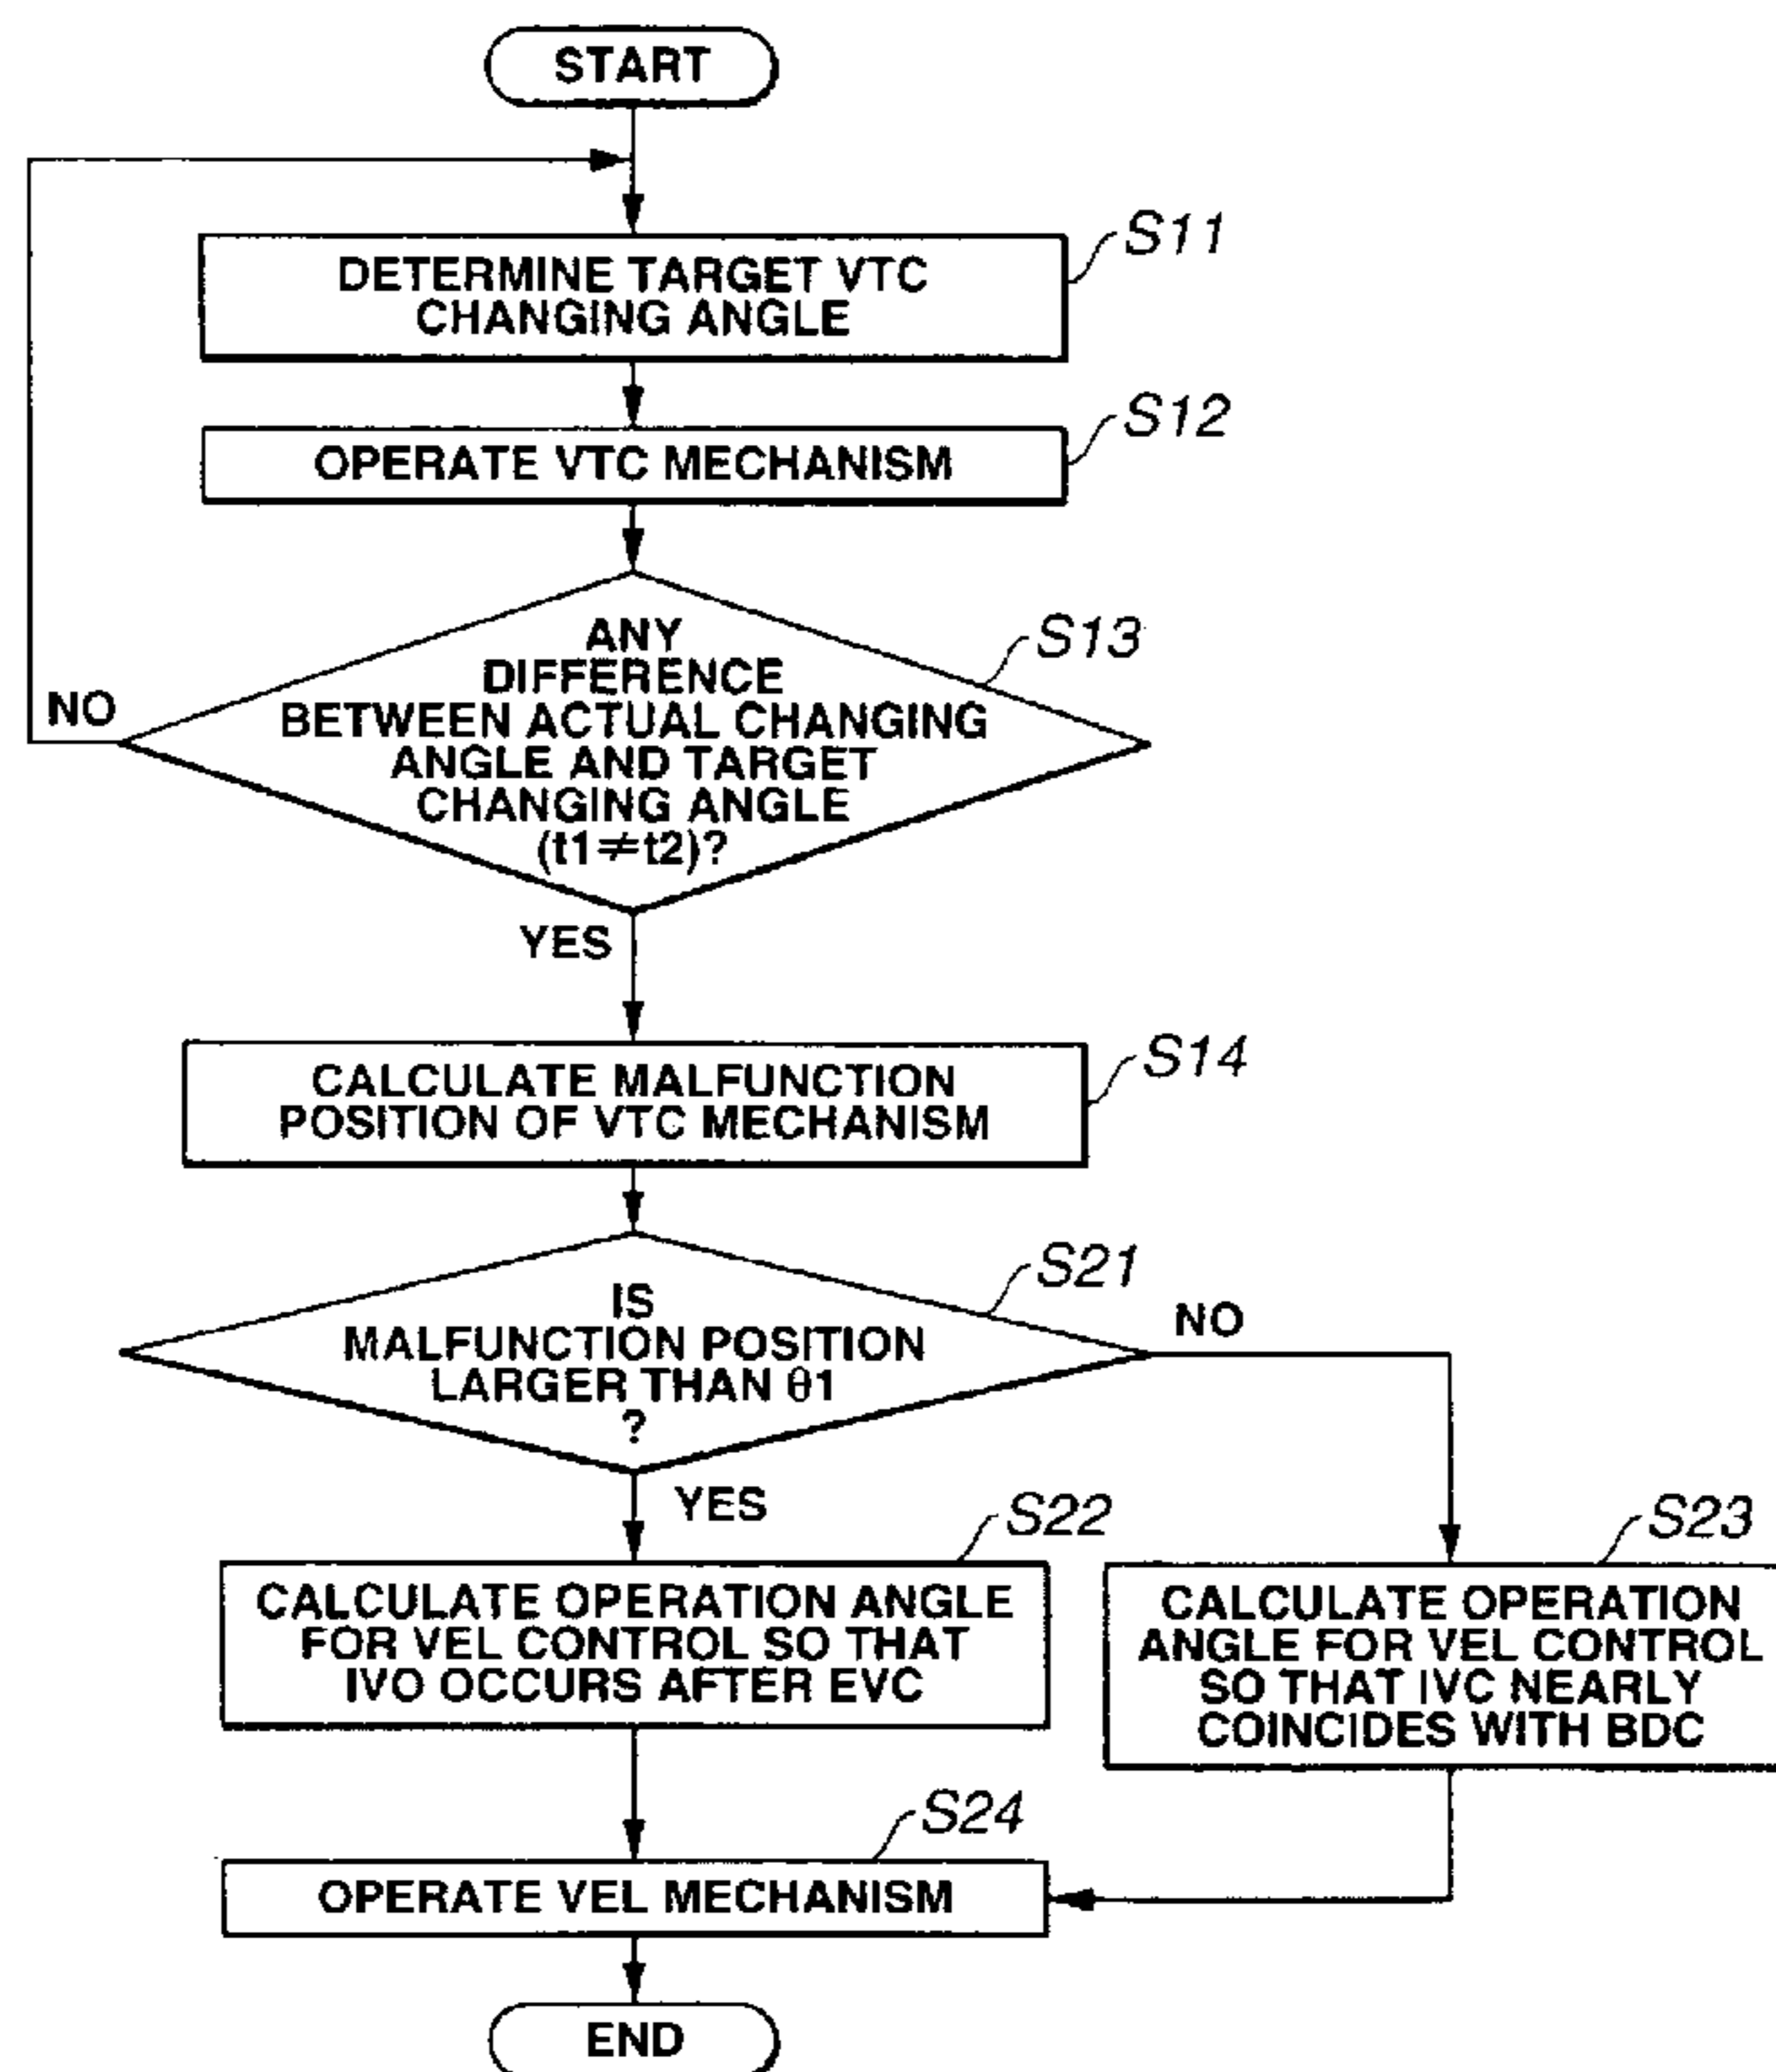 START
S11
DETERMINE TARGET VTC
CHANGING ANGLE
S12
OPERATE VTC MECHANISM
S13
ANY
DIFFERENCE
BETWEEN ACTUAL CHANGING
ANGLE AND TARGET
CHANGING ANGLE
(t1≠t2)?
NO
YES
S14
CALCULATE MALFUNCTION
POSITION OF VTC MECHANISM
S21
IS
MALFUNCTION POSITION
LARGER THAN θ1
?
NO
YES
S22
CALCULATE OPERATION ANGLE
FOR VEL CONTROL SO THAT
IVO OCCURS AFTER EVC
S23
CALCULATE OPERATION
ANGLE FOR VEL CONTROL
SO THAT IVC NEARLY
COINCIDES WITH BDC
S24
OPERATE VEL MECHANISM
END